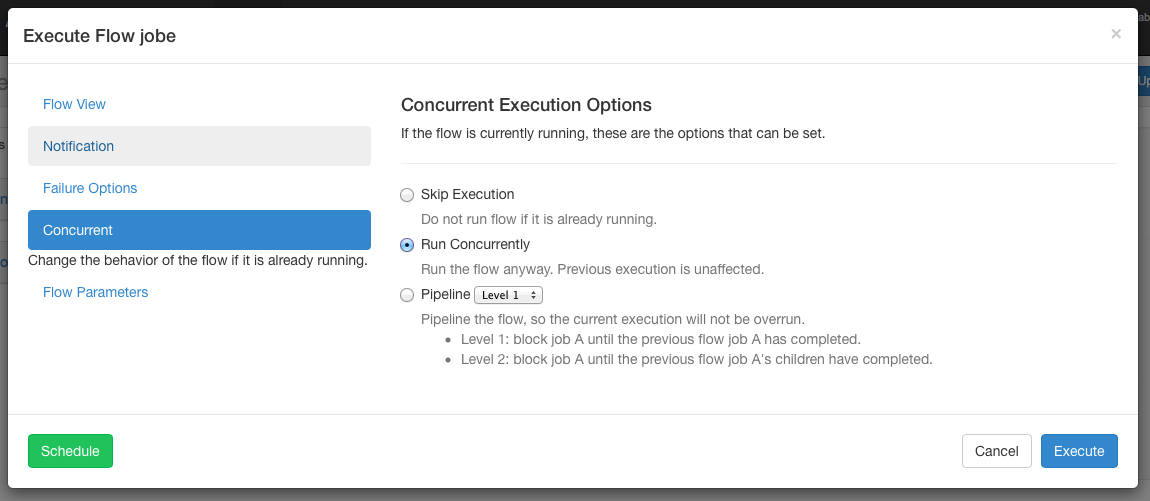 Execute Flow jobe
×
Flow View
Notification
Failure Options
Concurrent
Change the behavior of the flow if it is already running.
Flow Parameters
Concurrent Execution Options
If the flow is currently running, these are the options that can be set.
Skip Execution
Do not run flow if it is already running.
Run Concurrently
Run the flow anyway. Previous execution is unaffected.
Pipeline Level 1
Pipeline the flow, so the current execution will not be overrun.
• Level 1: block job A until the previous flow job A has completed.
• Level 2: block job A until the previous flow job A's children have completed.
Schedule
Cancel
Execute